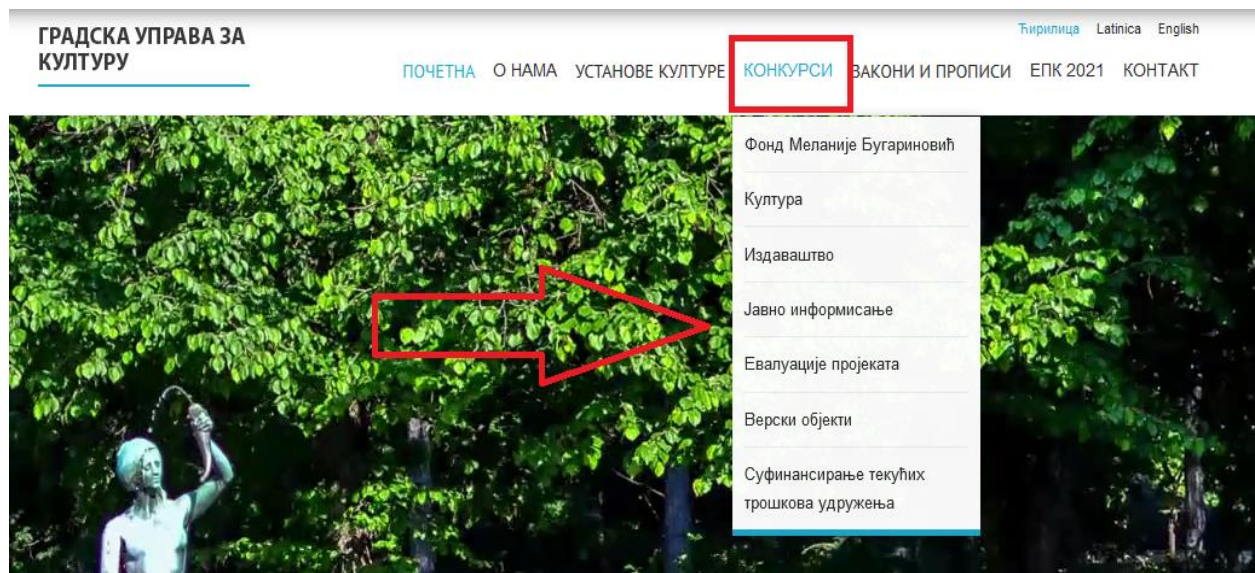 ГРАДСКА УПРАВА ЗА
КУЛТУРУ
Ћирилица Latinica English
ПОЧЕТНА О НАМА УСТАНОВЕ КУЛТУРЕ КОНКУРСИ ЗАКОНИ И ПРОПИСИ ЕПК 2021 КОНТАКТ
Фонд Меланије Бугариновић
Култура
Издаваштво
Јавно информисање
Евалуације пројеката
Верски објекти
Суфинансирање текућих
трошкова удружења